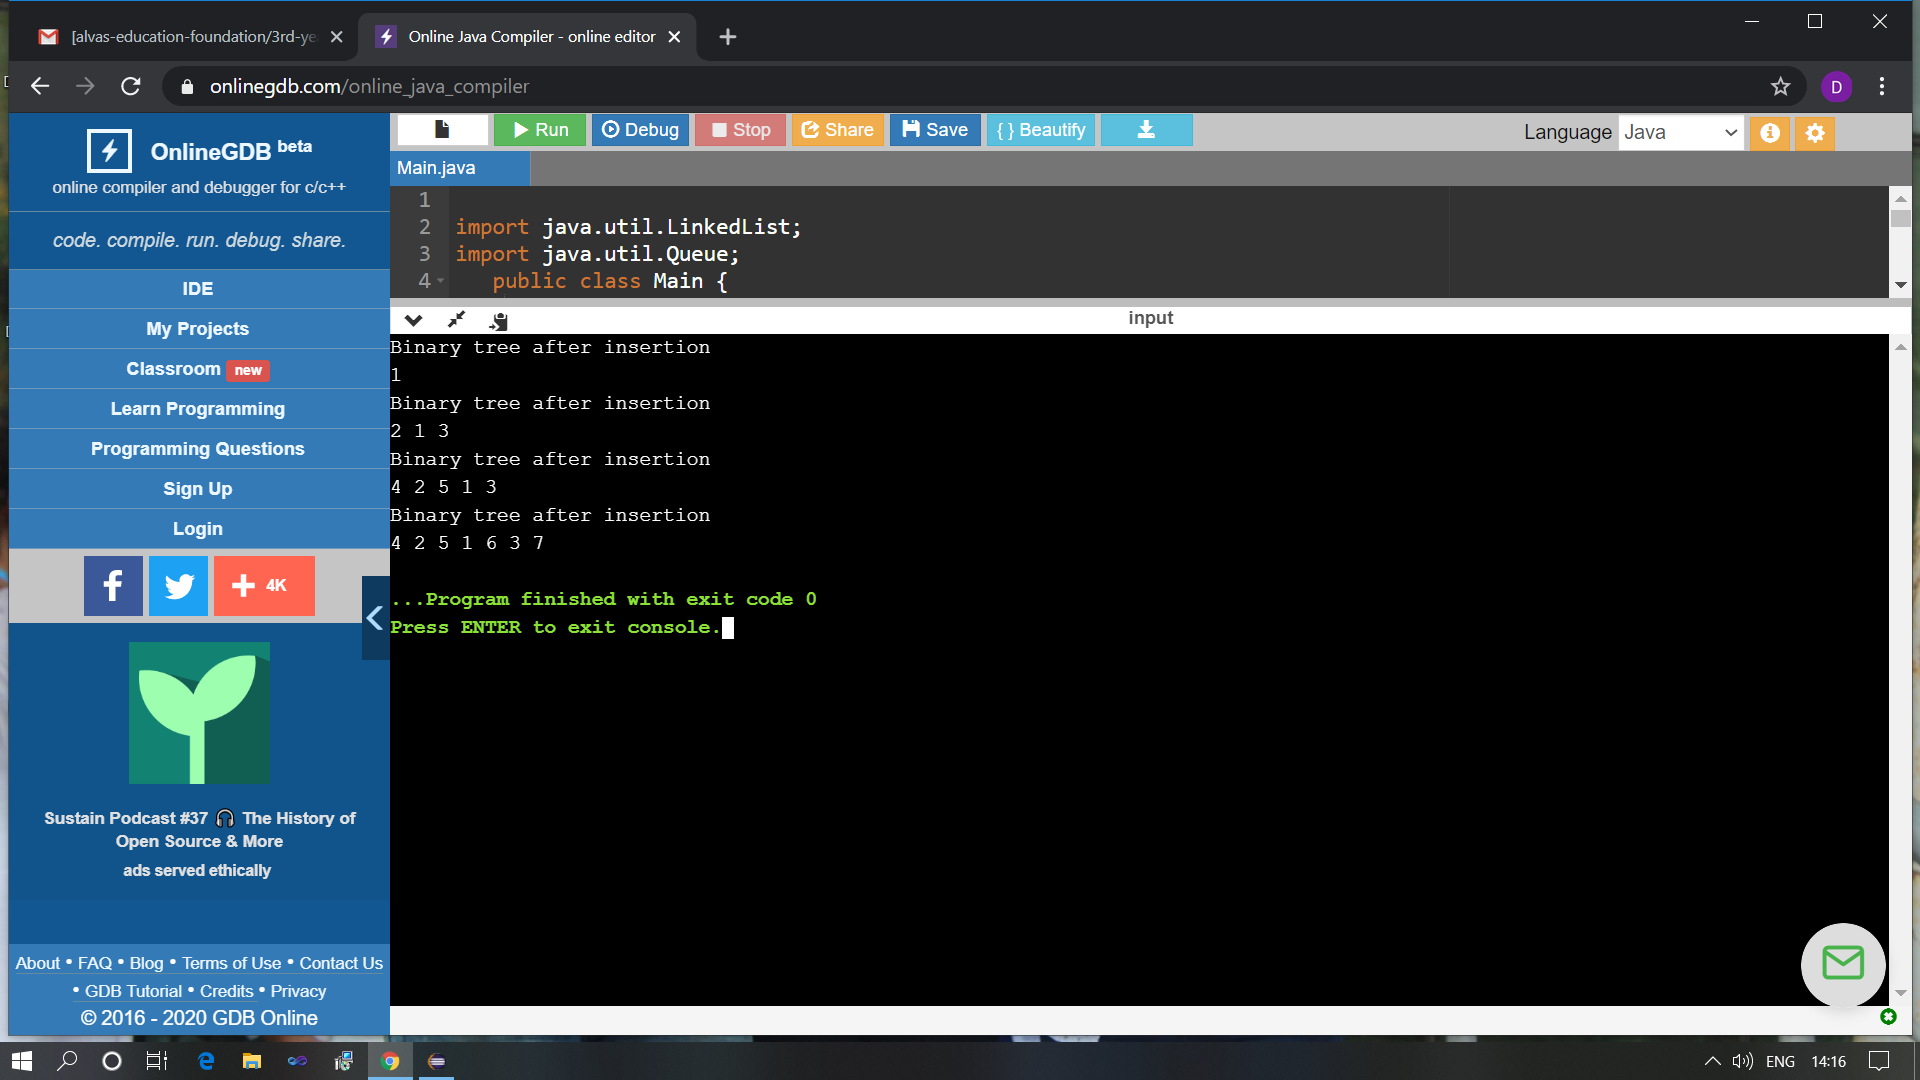 [alvas-education-foundation/3rd-ye
Online Java Compiler - online editor
onlinegdb.com/online_java_compiler
D
OnlineGDB beta
online compiler and debugger for c/c++
code. compile. run. debug. share.
IDE
My Projects
Classroom new
Learn Programming
Programming Questions
Sign Up
Login
f
4K
Sustain Podcast #37 🎧 The History of
Open Source & More
ads served ethically
About • FAQ • Blog • Terms of Use • Contact Us
• GDB Tutorial • Credits • Privacy
© 2016 - 2020 GDB Online
Run Debug Stop Share Save { } Beautify
Language Java
Main.java
1
2 import java.util.LinkedList;
3 import java.util.Queue;
4 public class Main {
input
Binary tree after insertion
1
Binary tree after insertion
2 1 3
Binary tree after insertion
4 2 5 1 3
Binary tree after insertion
4 2 5 1 6 3 7
...Program finished with exit code 0
Press ENTER to exit console.
ENG 14:16